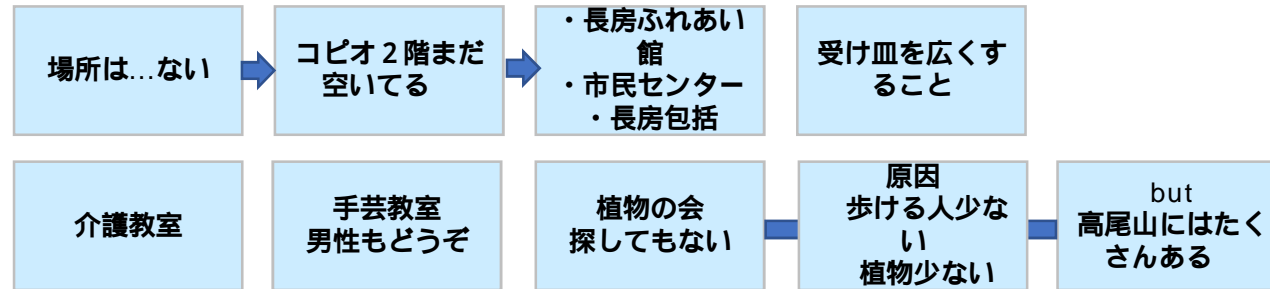 場所は…ない
コピオ2階まだ
空いてる
・長房ふれあい
館
・市民センター
・長房包括
受け皿を広くす
ること
介護教室
手芸教室
男性もどうぞ
植物の会
探してもない
原因
歩ける人少な
い
植物少ない
but
高尾山にはたく
さんある